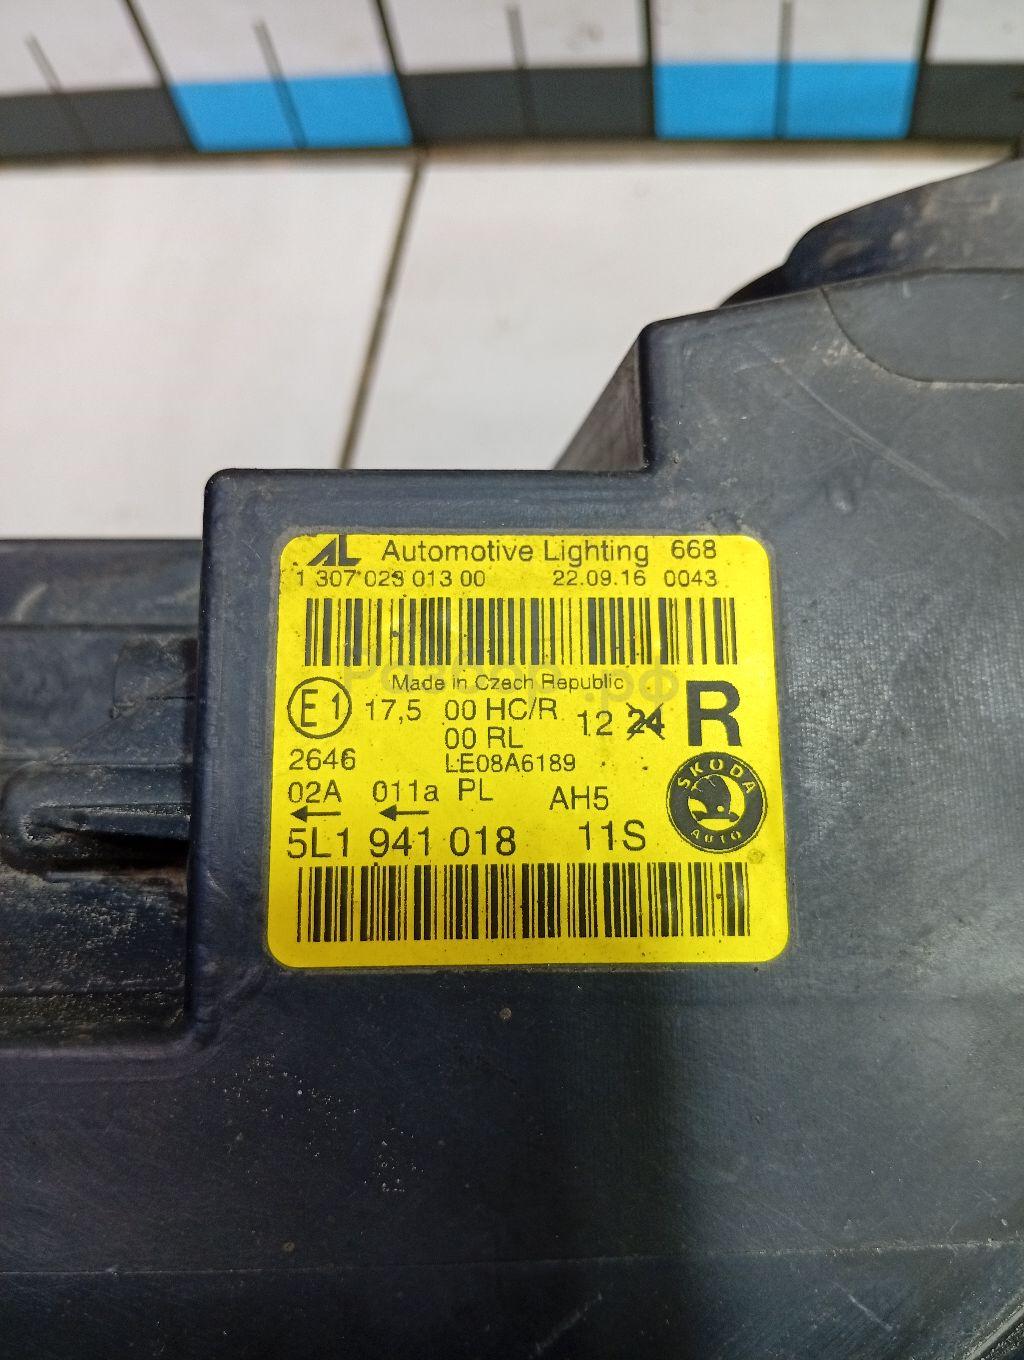 AL Automotive Lighting 668
1 307 023 013 00 22.09.16 0043
Разбор.рф
Made in Czech Republic
E1 17,5 00 HC/R 12 24 R
00 RL
2646 LE08A6189
02A 011a PL AH5
5L1 941 018 11S
SKODA
AUTO